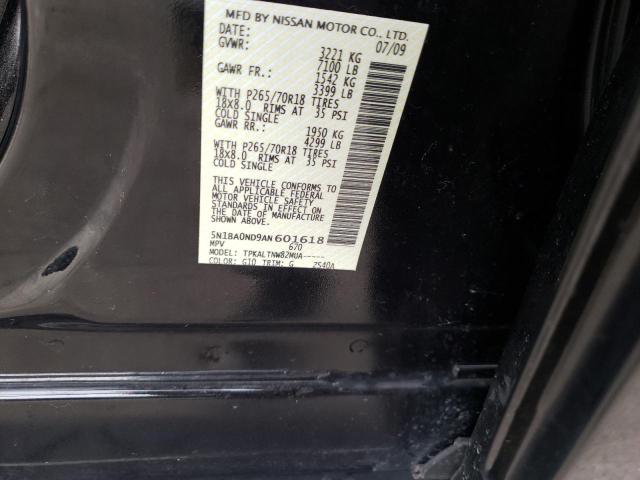 MFD BY NISSAN MOTOR CO., LTD.
DATE: 07/09
GVWR: 3221 KG
7100 LB
GAWR FR.: 1542 KG
3399 LB
WITH P265/70R18 TIRES
18X8.0 RIMS AT 35 PSI
COLD SINGLE
GAWR RR.: 1950 KG
4299 LB
WITH P265/70R18 TIRES
18X8.0 RIMS AT 35 PSI
COLD SINGLE
THIS VEHICLE CONFORMS TO
ALL APPLICABLE FEDERAL
MOTOR VEHICLE SAFETY
STANDARDS IN EFFECT ON
THE DATE OF MANUFACTURE
SHOWN ABOVE.
5N1BA0ND9AN601618
MPV 670
MODEL: TPKALTNW82MUA-----
COLOR: G10 TRIM: G 2540A